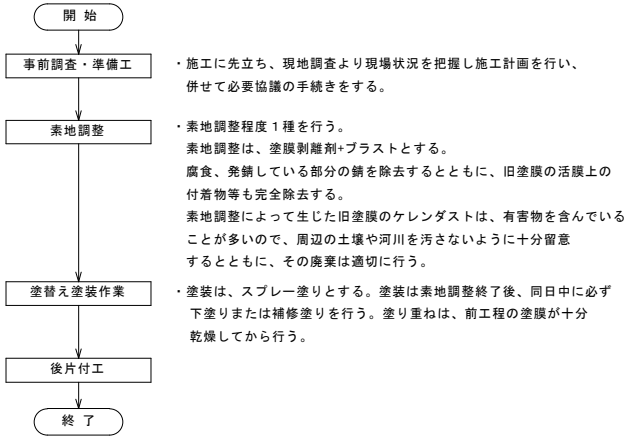 開 始
事前調査・準備工
・施工に先立ち、現地調査より現場状況を把握し施工計画を行い、
併せて必要協議の手続きをする。
素地調整
・素地調整程度１種を行う。
素地調整は、塗膜剥離剤+ブラストとする。
腐食、発錆している部分の錆を除去するとともに、旧塗膜の活膜上の
付着物等も完全除去する。
素地調整によって生じた旧塗膜のケレンダストは、有害物を含んでいる
ことが多いので、周辺の土壌や河川を汚さないように十分留意
するとともに、その廃棄は適切に行う。
塗替え塗装作業
・塗装は、スプレー塗りとする。塗装は素地調整終了後、同日中に必ず
下塗りまたは補修塗りを行う。塗り重ねは、前工程の塗膜が十分
乾燥してから行う。
後片付工
終 了